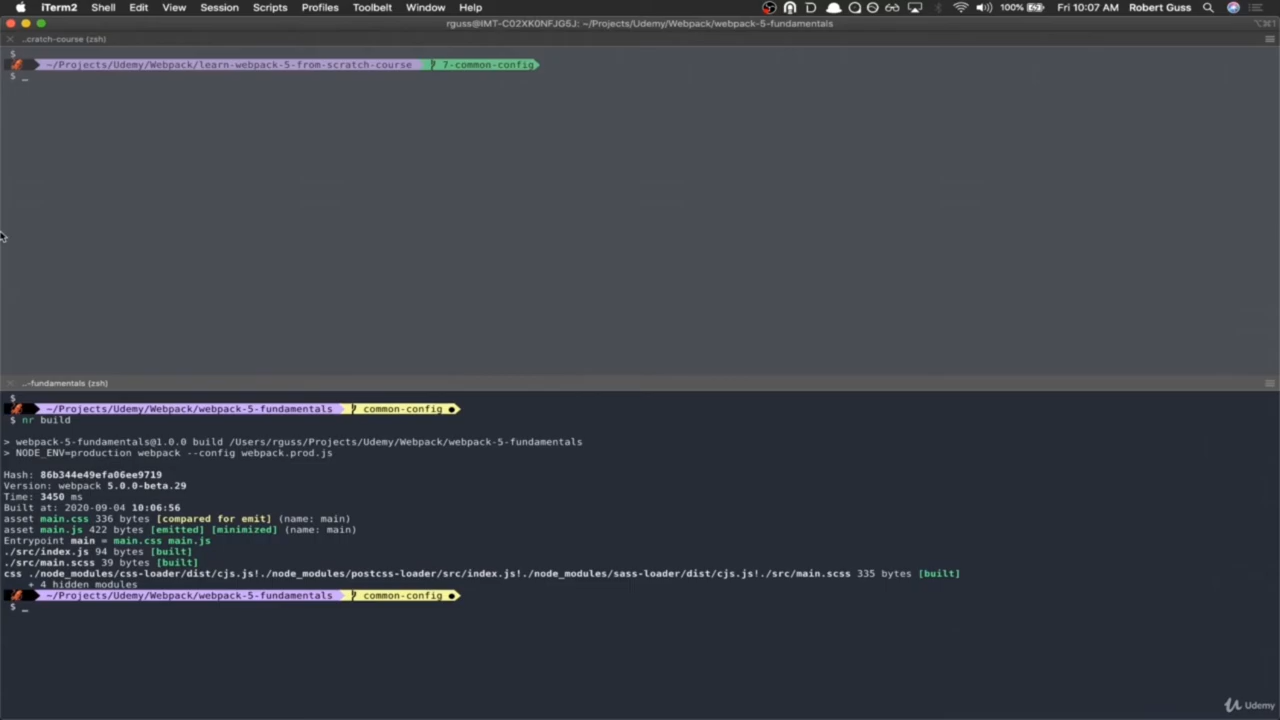 iTerm2 Shell Edit View Session Scripts Profiles Toolbelt Window Help 100% Fri 10:07 AM Robert Guss
rguss@IMT-C02XK0NFJG5J: ~/Projects/Udemy/Webpack/webpack-5-fundamentals
..cratch-course (zsh)
$
~/Projects/Udemy/Webpack/learn-webpack-5-from-scratch-course 7-common-config
$ _
..-fundamentals (zsh)
$
~/Projects/Udemy/Webpack/webpack-5-fundamentals common-config ●
$ nr build
> webpack-5-fundamentals@1.0.0 build /Users/rguss/Projects/Udemy/Webpack/webpack-5-fundamentals
> NODE_ENV=production webpack --config webpack.prod.js
Hash: 86b344e49efa06ee9719
Version: webpack 5.0.0-beta.29
Time: 3450 ms
Built at: 2020-09-04 10:06:56
asset main.css 336 bytes [compared for emit] (name: main)
asset main.js 422 bytes [emitted] [minimized] (name: main)
Entrypoint main = main.css main.js
./src/index.js 94 bytes [built]
./src/main.scss 39 bytes [built]
css ./node_modules/css-loader/dist/cjs.js!./node_modules/postcss-loader/src/index.js!./node_modules/sass-loader/dist/cjs.js!./src/main.scss 335 bytes [built]
+ 4 hidden modules
~/Projects/Udemy/Webpack/webpack-5-fundamentals common-config ●
$ _
Udemy